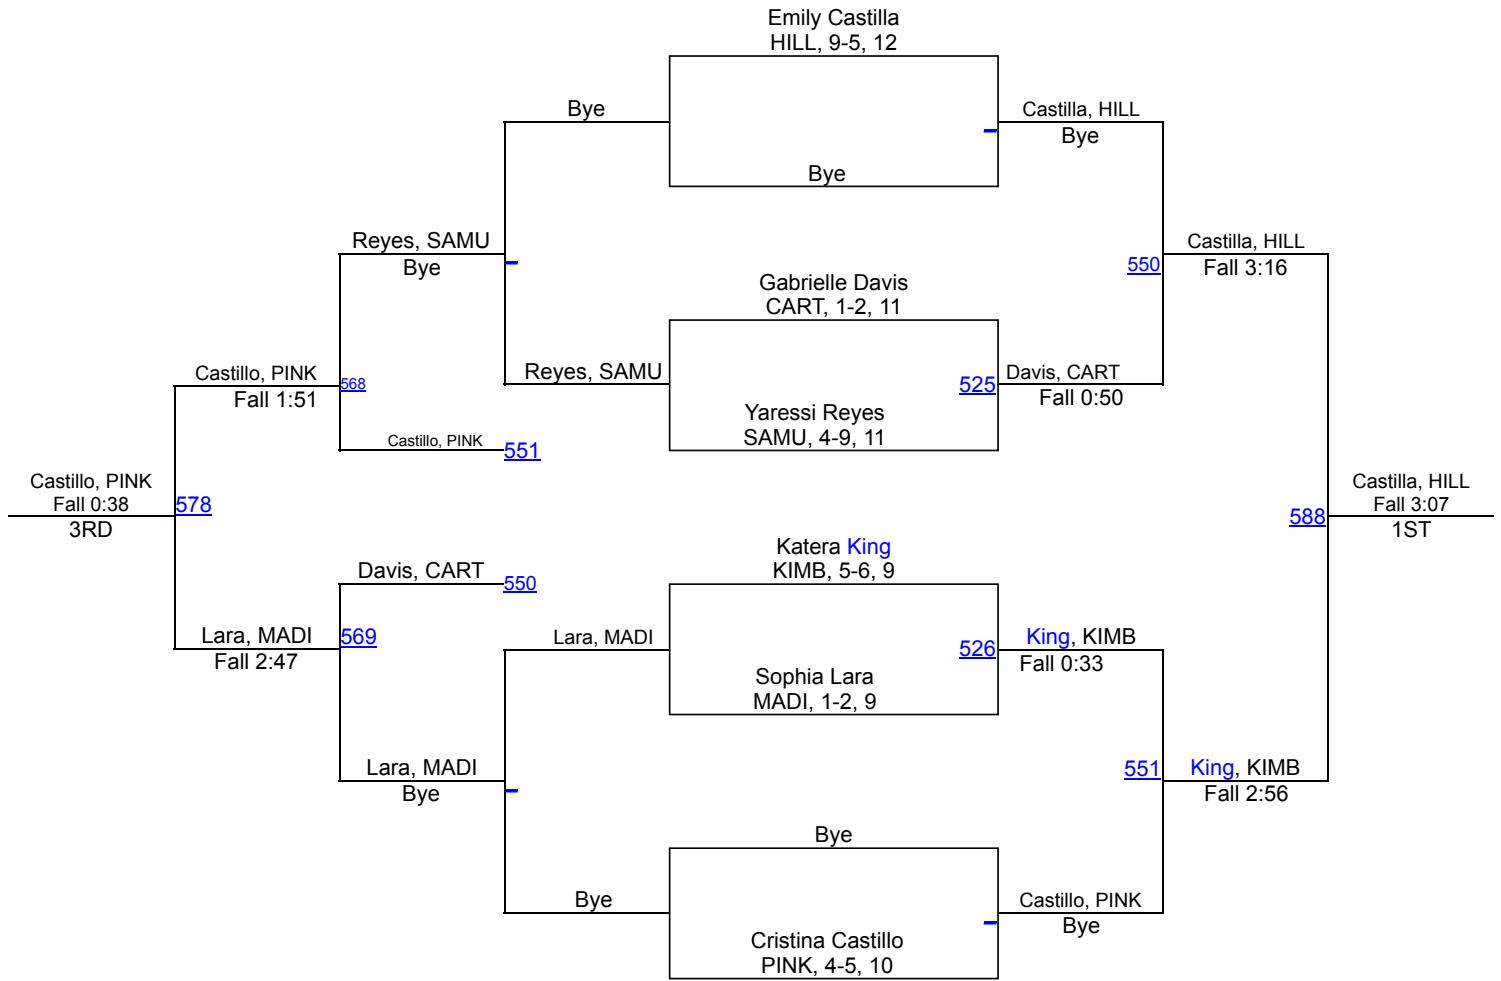 Emily Castilla
HILL, 9-5, 12
Bye
Castilla, HILL
Bye
Bye
Reyes, SAMU
Bye
Castilla, HILL
550
Fall 3:16
Gabrielle Davis
CART, 1-2, 11
Castillo, PINK
568
Fall 1:51
Reyes, SAMU
525
Davis, CART
Fall 0:50
Yaressi Reyes
SAMU, 4-9, 11
Castillo, PINK
551
Castillo, PINK
Fall 0:38
578
3RD
588
Castilla, HILL
Fall 3:07
1ST
Katera King
KIMB, 5-6, 9
Davis, CART
550
Lara, MADI
569
Fall 2:47
Lara, MADI
526
King, KIMB
Fall 0:33
Sophia Lara
MADI, 1-2, 9
Lara, MADI
Bye
551
King, KIMB
Fall 2:56
Bye
Bye
Castillo, PINK
Bye
Cristina Castillo
PINK, 4-5, 10